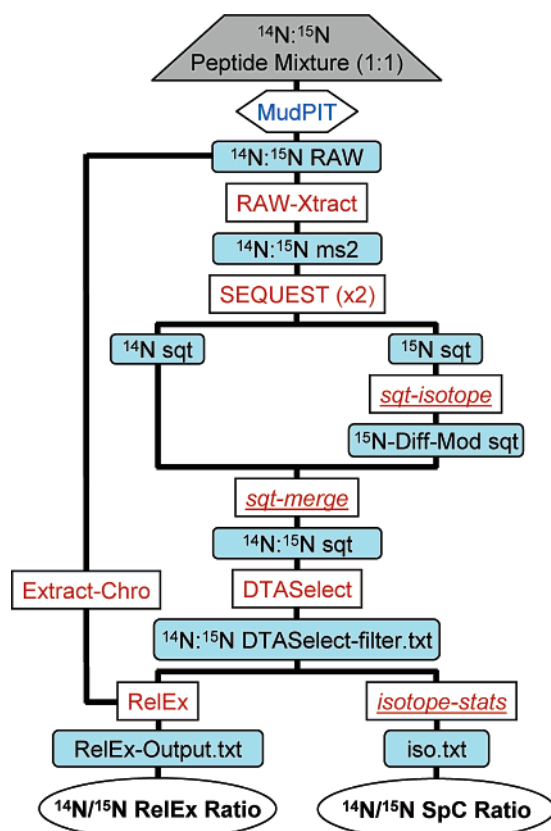 ¹⁴N:¹⁵N
Peptide Mixture (1:1)
MudPIT
¹⁴N:¹⁵N RAW
RAW-Xtract
¹⁴N:¹⁵N ms2
SEQUEST (x2)
¹⁴N sqt
¹⁵N sqt
sqt-isotope
¹⁵N-Diff-Mod sqt
sqt-merge
¹⁴N:¹⁵N sqt
Extract-Chro
DTASelect
¹⁴N:¹⁵N DTASelect-filter.txt
RelEx
isotope-stats
RelEx-Output.txt
iso.txt
¹⁴N/¹⁵N RelEx Ratio
¹⁴N/¹⁵N SpC Ratio